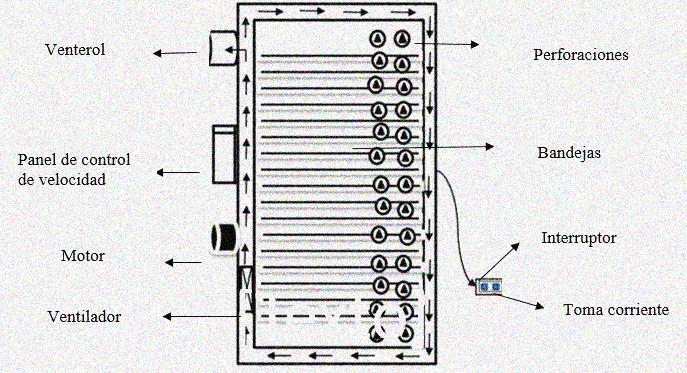 Venterol
Perforaciones
Bandejas
Panel de control
de velocidad
Interruptor
Motor
Toma corriente
Ventilador